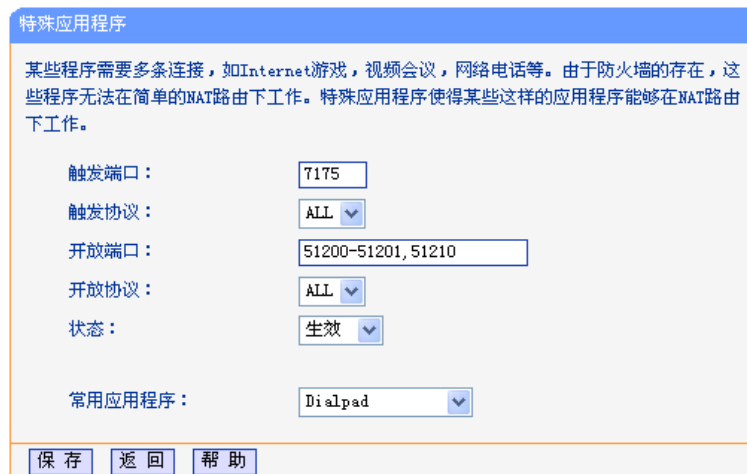 特殊应用程序
某些程序需要多条连接，如Internet游戏，视频会议，网络电话等。由于防火墙的存在，这
些程序无法在简单的NAT路由下工作。特殊应用程序使得某些这样的应用程序能够在NAT路由
下工作。
触发端口： 7175
触发协议： ALL
开放端口： 51200-51201,51210
开放协议： ALL
状态： 生效
常用应用程序： Dialpad
保存 返回 帮助